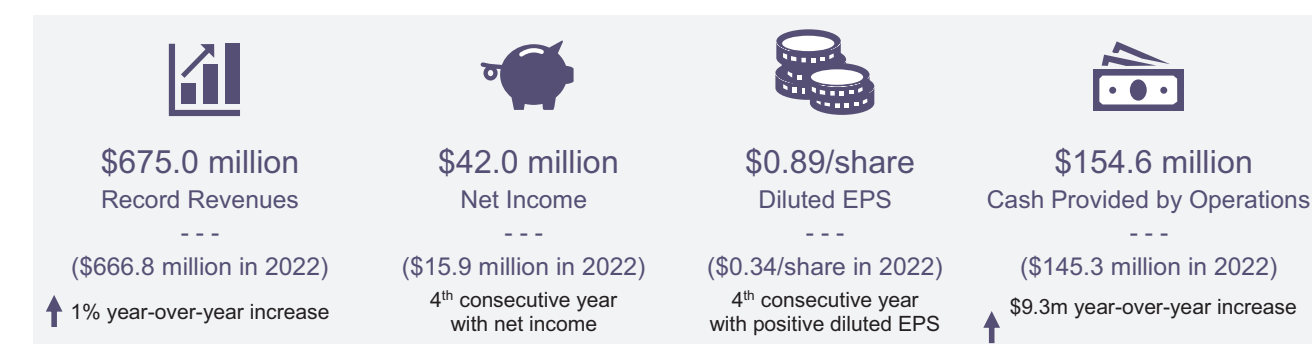 $675.0 million
Record Revenues
- - -
($666.8 million in 2022)
1% year-over-year increase
$42.0 million
Net Income
- - -
($15.9 million in 2022)
4th consecutive year
with net income
$0.89/share
Diluted EPS
- - -
($0.34/share in 2022)
4th consecutive year
with positive diluted EPS
$154.6 million
Cash Provided by Operations
- - -
($145.3 million in 2022)
$9.3m year-over-year increase